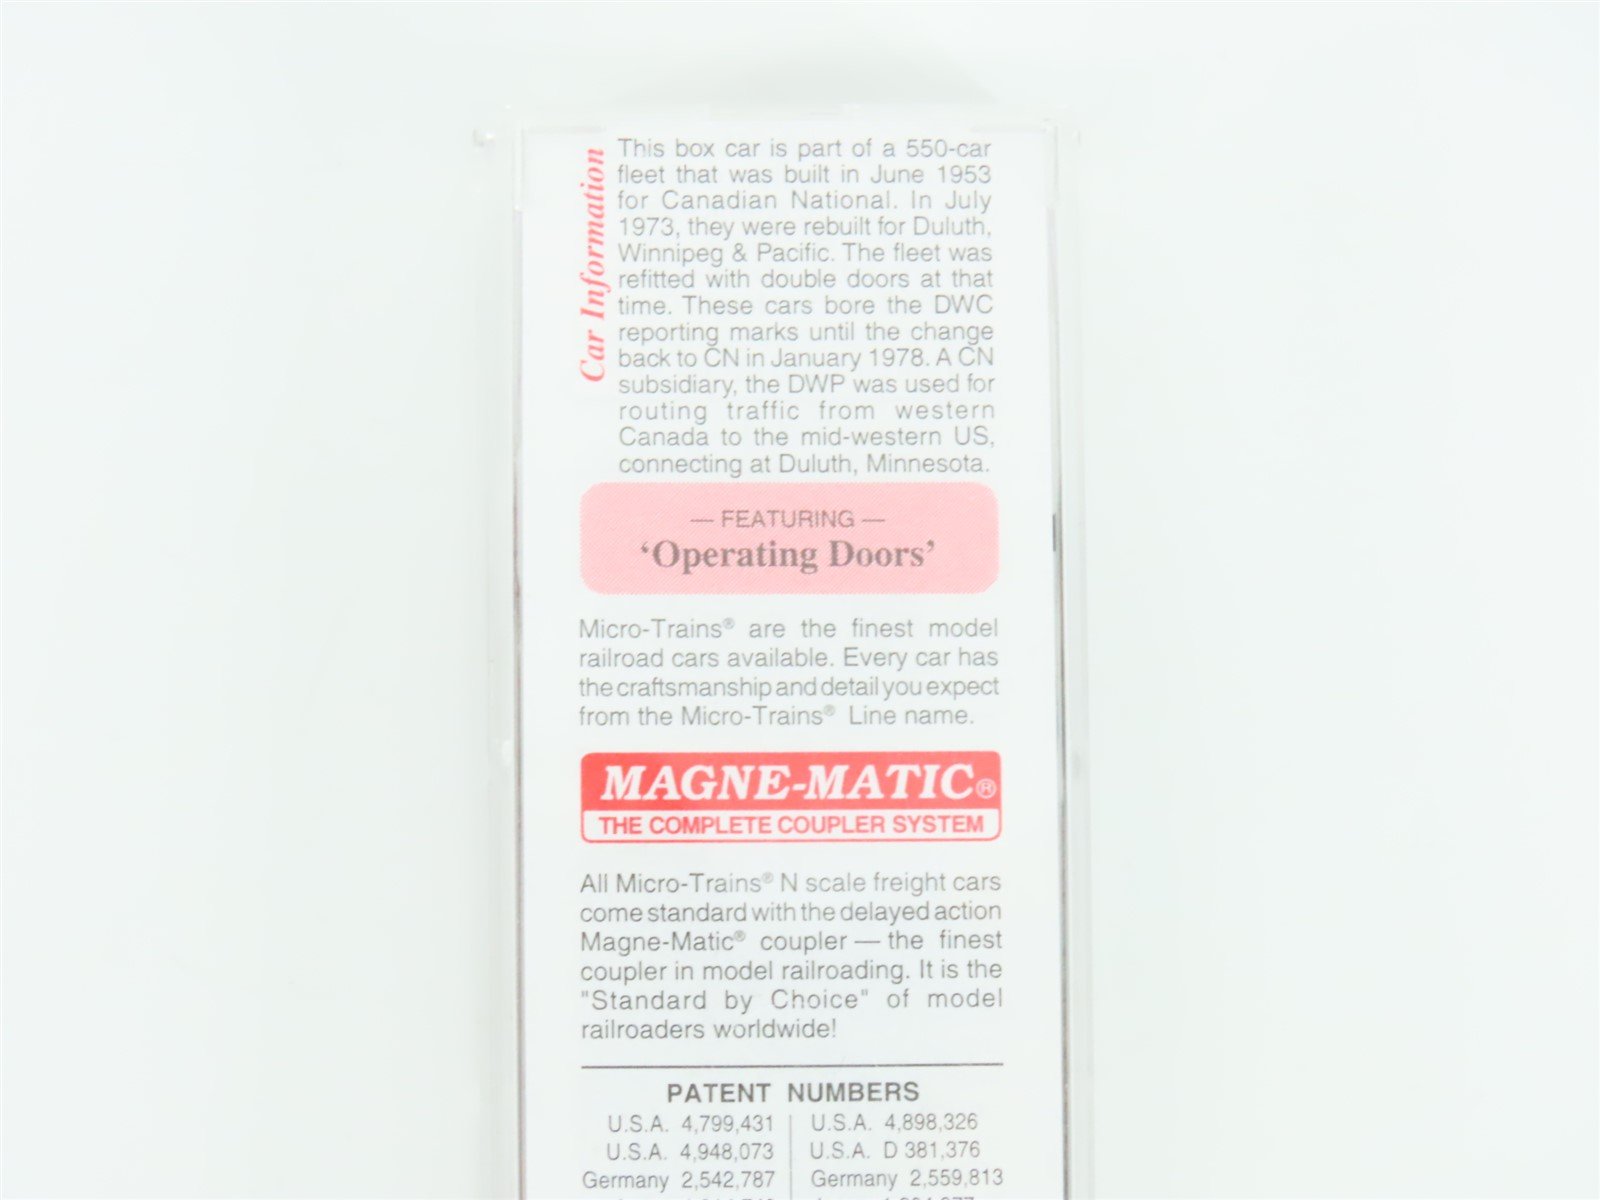 Car Information
This box car is part of a 550-car
fleet that was built in June 1953
for Canadian National. In July
1973, they were rebuilt for Duluth,
Winnipeg & Pacific. The fleet was
refitted with double doors at that
time. These cars bore the DWC
reporting marks until the change
back to CN in January 1978. A CN
subsidiary, the DWP was used for
routing traffic from western
Canada to the mid-western US,
connecting at Duluth, Minnesota.
— FEATURING —
‘Operating Doors’
Micro-Trains® are the finest model
railroad cars available. Every car has
the craftsmanship and detail you expect
from the Micro-Trains® Line name.
MAGNE-MATIC®
THE COMPLETE COUPLER SYSTEM
All Micro-Trains® N scale freight cars
come standard with the delayed action
Magne-Matic® coupler — the finest
coupler in model railroading. It is the
"Standard by Choice" of model
railroaders worldwide!
PATENT NUMBERS
U.S.A. 4,799,431 U.S.A. 4,898,326
U.S.A. 4,948,073 U.S.A. D 381,376
Germany 2,542,787 Germany 2,559,813